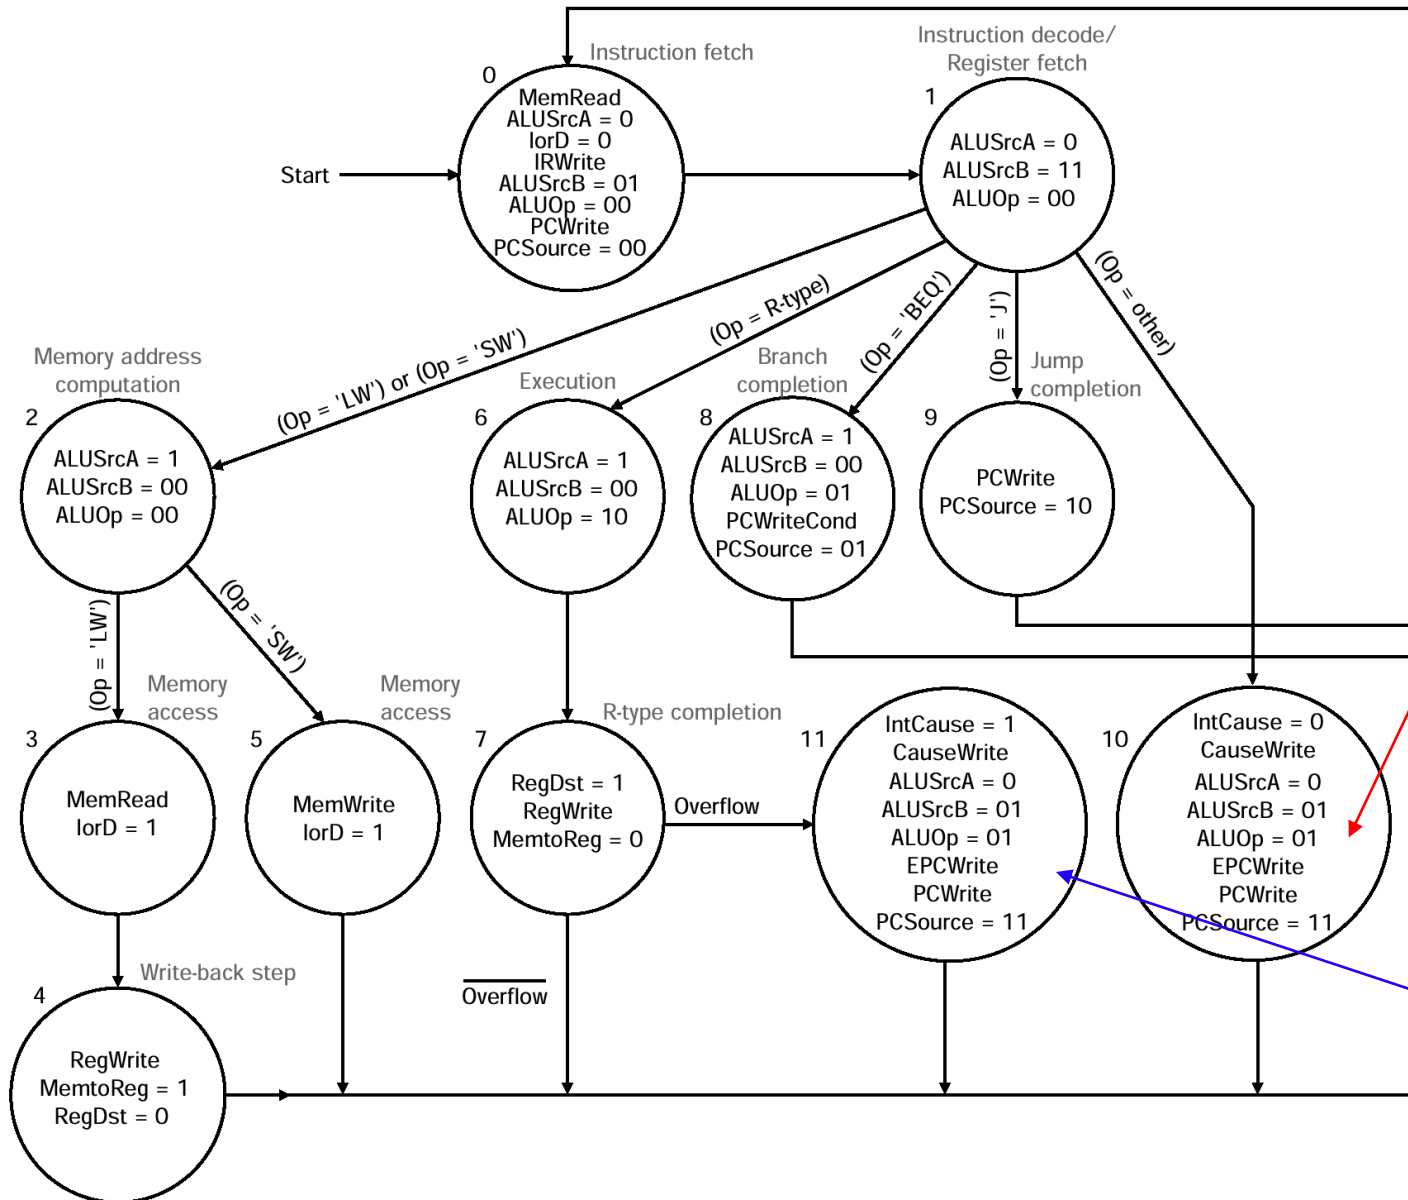 Instruction fetch
0
MemRead
ALUSrcA = 0
IorD = 0
IRWrite
ALUSrcB = 01
ALUOp = 00
PCWrite
PCSource = 00
Start
Instruction decode/
Register fetch
1
ALUSrcA = 0
ALUSrcB = 11
ALUOp = 00
(Op = 'LW') or (Op = 'SW')
(Op = R-type)
(Op = 'BEQ')
(Op = 'J')
(Op = other)
Memory address
computation
2
ALUSrcA = 1
ALUSrcB = 00
ALUOp = 00
Execution
6
ALUSrcA = 1
ALUSrcB = 00
ALUOp = 10
Branch
completion
8
ALUSrcA = 1
ALUSrcB = 00
ALUOp = 01
PCWriteCond
PCSource = 01
Jump
completion
9
PCWrite
PCSource = 10
(Op = 'LW')
(Op = 'SW')
Memory
access
3
MemRead
IorD = 1
Memory
access
5
MemWrite
IorD = 1
R-type completion
7
RegDst = 1
RegWrite
MemtoReg = 0
Overflow
11
IntCause = 1
CauseWrite
ALUSrcA = 0
ALUSrcB = 01
ALUOp = 01
EPCWrite
PCWrite
PCSource = 11
10
IntCause = 0
CauseWrite
ALUSrcA = 0
ALUSrcB = 01
ALUOp = 01
EPCWrite
PCWrite
PCSource = 11
Overflow
Write-back step
4
RegWrite
MemtoReg = 1
RegDst = 0